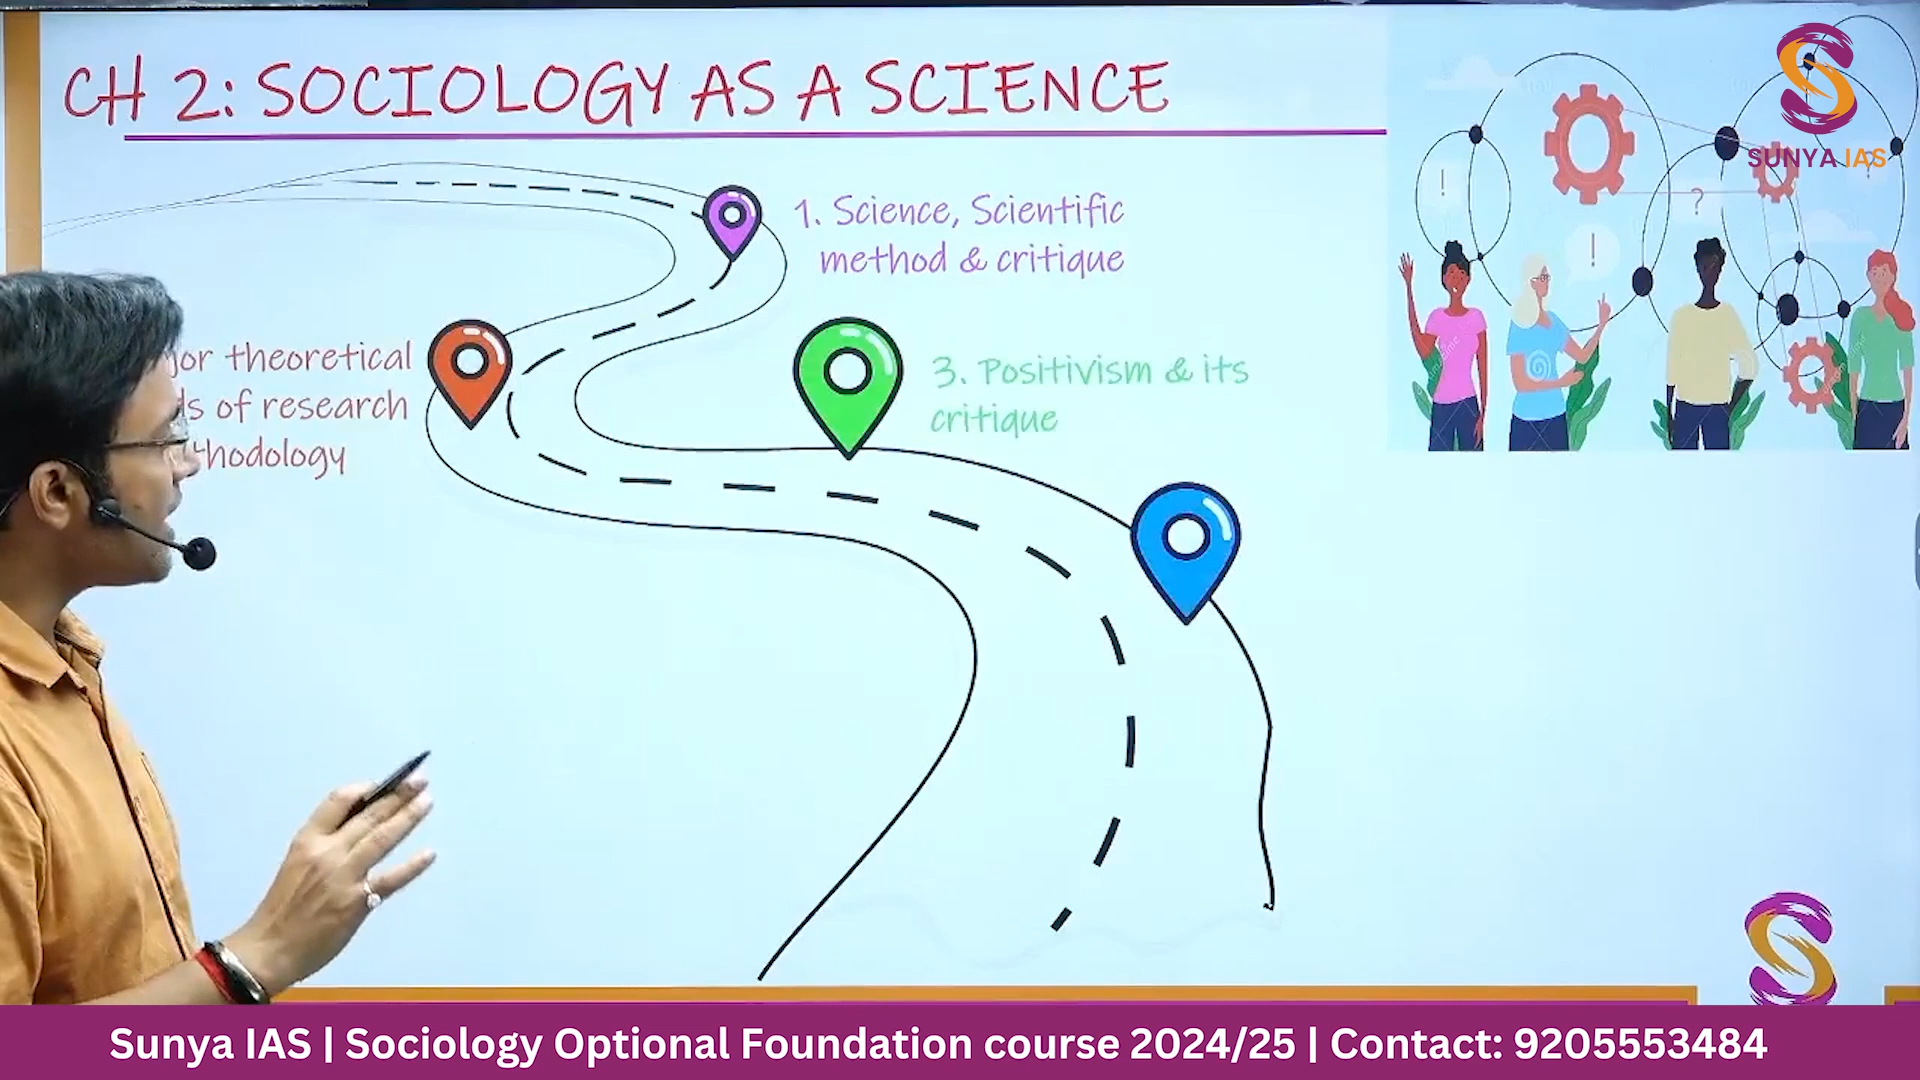 CH 2: SOCIOLOGY AS A SCIENCE
SUNYA IAS
1. Science, Scientific
method & critique
theoretical
of research
3. Positivism & its
critique
Sunya IAS | Sociology Optional Foundation course 2024/25 | Contact: 9205553484